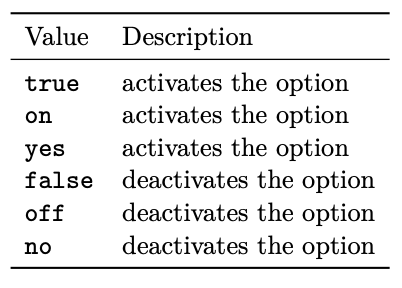 Value Description
true activates the option
on activates the option
yes activates the option
false deactivates the option
off deactivates the option
no deactivates the option